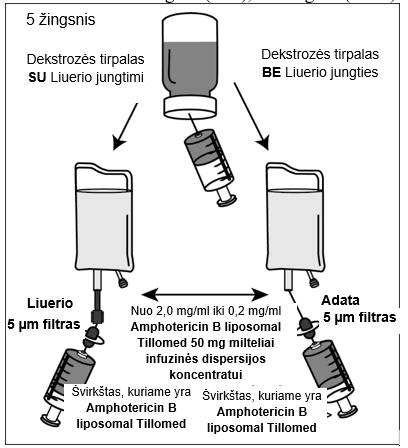 5 žingsnis
Dekstrozės tirpalas
SU Liuerio jungtimi
Dekstrozės tirpalas
BE Liuerio jungties
Liuerio
5 µm filtras
Nuo 2,0 mg/ml iki 0,2 mg/ml
Amphotericin B liposomal
Tillomed 50 mg milteliai
infuzinės dispersijos
koncentratui
Adata
5 µm filtras
Švirkštas, kuriame yra
Amphotericin B
liposomal Tillomed
Švirkštas, kuriame yra
Amphotericin B
liposomal Tillomed